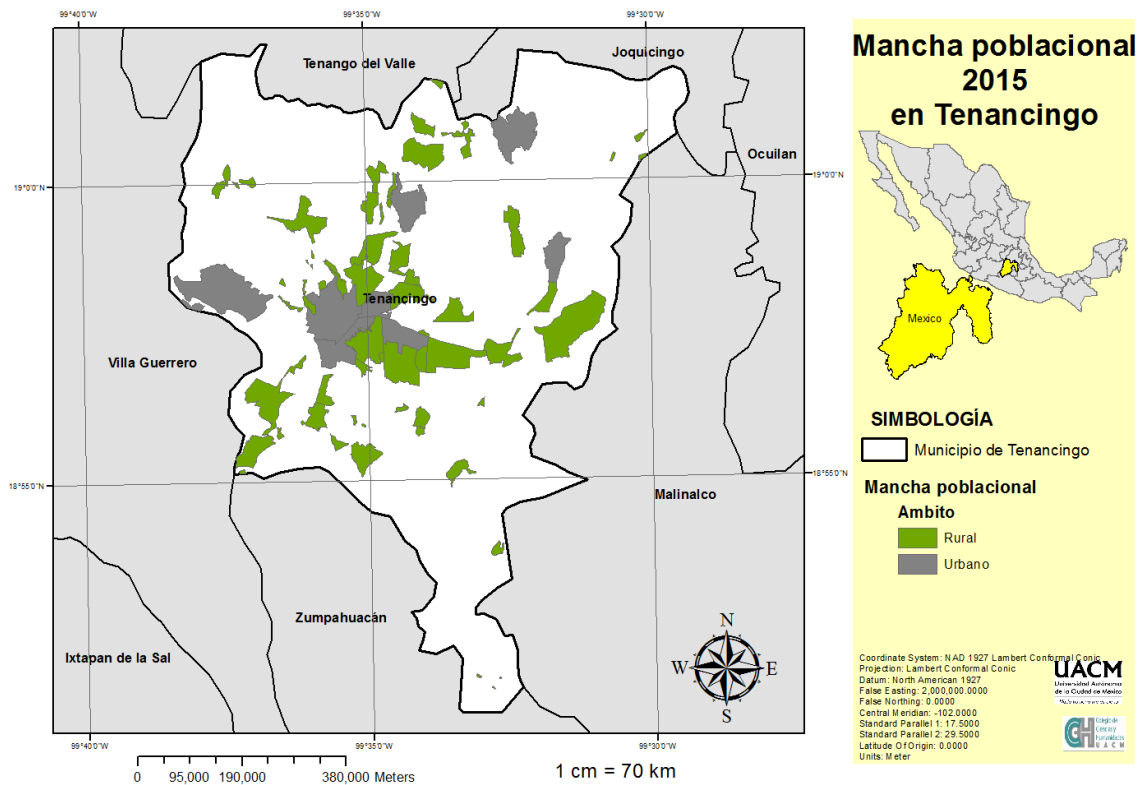 99°40'0"W
99°35'0"W
99°30'0"W
Tenango del Valle
Joquicingo
Ocuilan
19°0'0"N
19°0'0"N
Tenancingo
Villa Guerrero
18°55'0"N
18°55'0"N
Malinalco
Zumpahuacán
Ixtapan de la Sal
N
W
E
S
99°40'0"W
99°35'0"W
99°30'0"W
0 95,000 190,000 380,000 Meters
1 cm = 70 km
Mancha poblacional
2015
en Tenancingo
Mexico
SIMBOLOGÍA
Municipio de Tenancingo
Mancha poblacional
Ambito
Rural
Urbano
Coordinate System: NAD 1927 Lambert Conformal Conic
Projection: Lambert Conformal Conic
Datum: North American 1927
False Easting: 2,000,000.0000
False Northing: 0.0000
Central Meridian: -102.0000
Standard Parallel 1: 17.5000
Standard Parallel 2: 29.5000
Latitude Of Origin: 0.0000
Units: Meter
UACM
Universidad Autónoma
de la Ciudad de México
Colegio de
Ciencias y
Humanidades
UACM